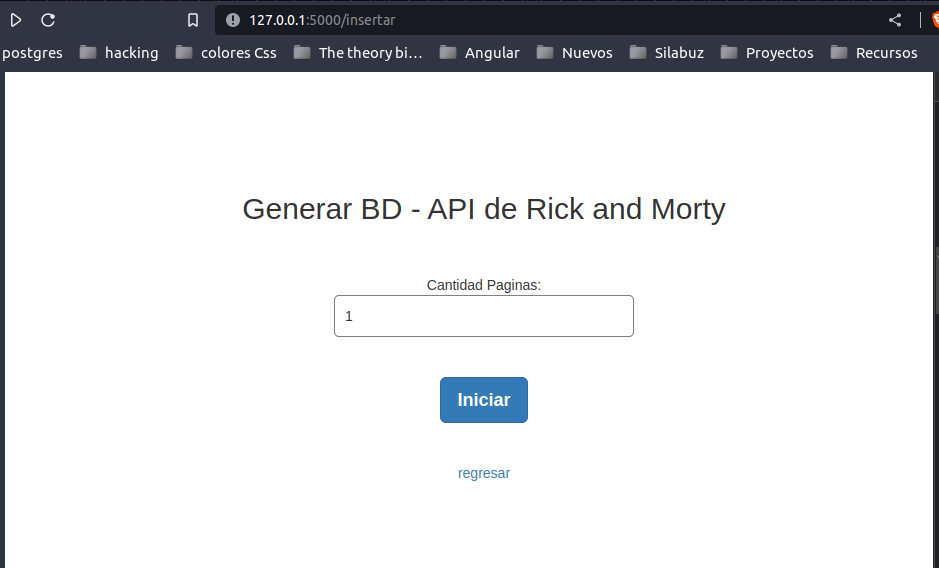 127.0.0.1:5000/insertar
postgres hacking colores Css The theory bi... Angular Nuevos Silabuz Proyectos Recursos
Generar BD - API de Rick and Morty
Cantidad Paginas:
1
Iniciar
regresar